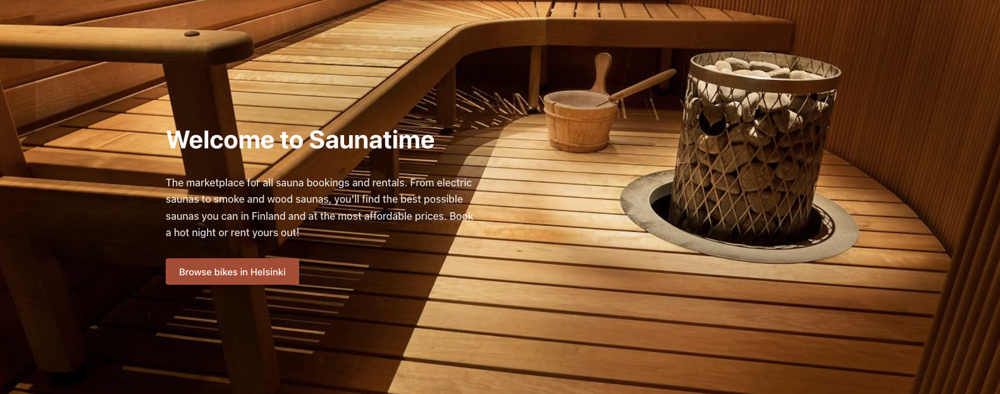 Welcome to Saunatime
The marketplace for all sauna bookings and rentals. From electric
saunas to smoke and wood saunas, you'll find the best possible
saunas you can in Finland and at the most affordable prices. Book
a hot night or rent yours out!
Browse bikes in Helsinki